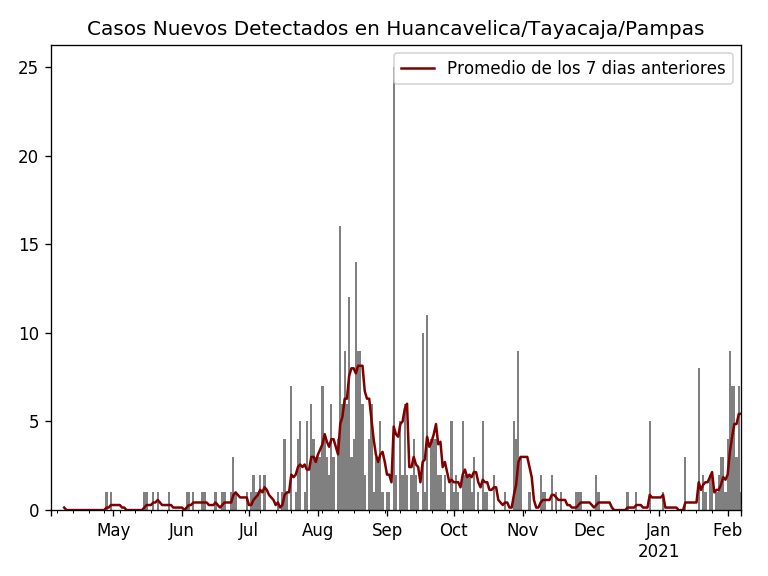 Casos Nuevos Detectados en Huancavelica/Tayacaja/Pampas
Promedio de los 7 dias anteriores
25
20
15
10
5
0
May Jun Jul Aug Sep Oct Nov Dec Jan Feb
2021